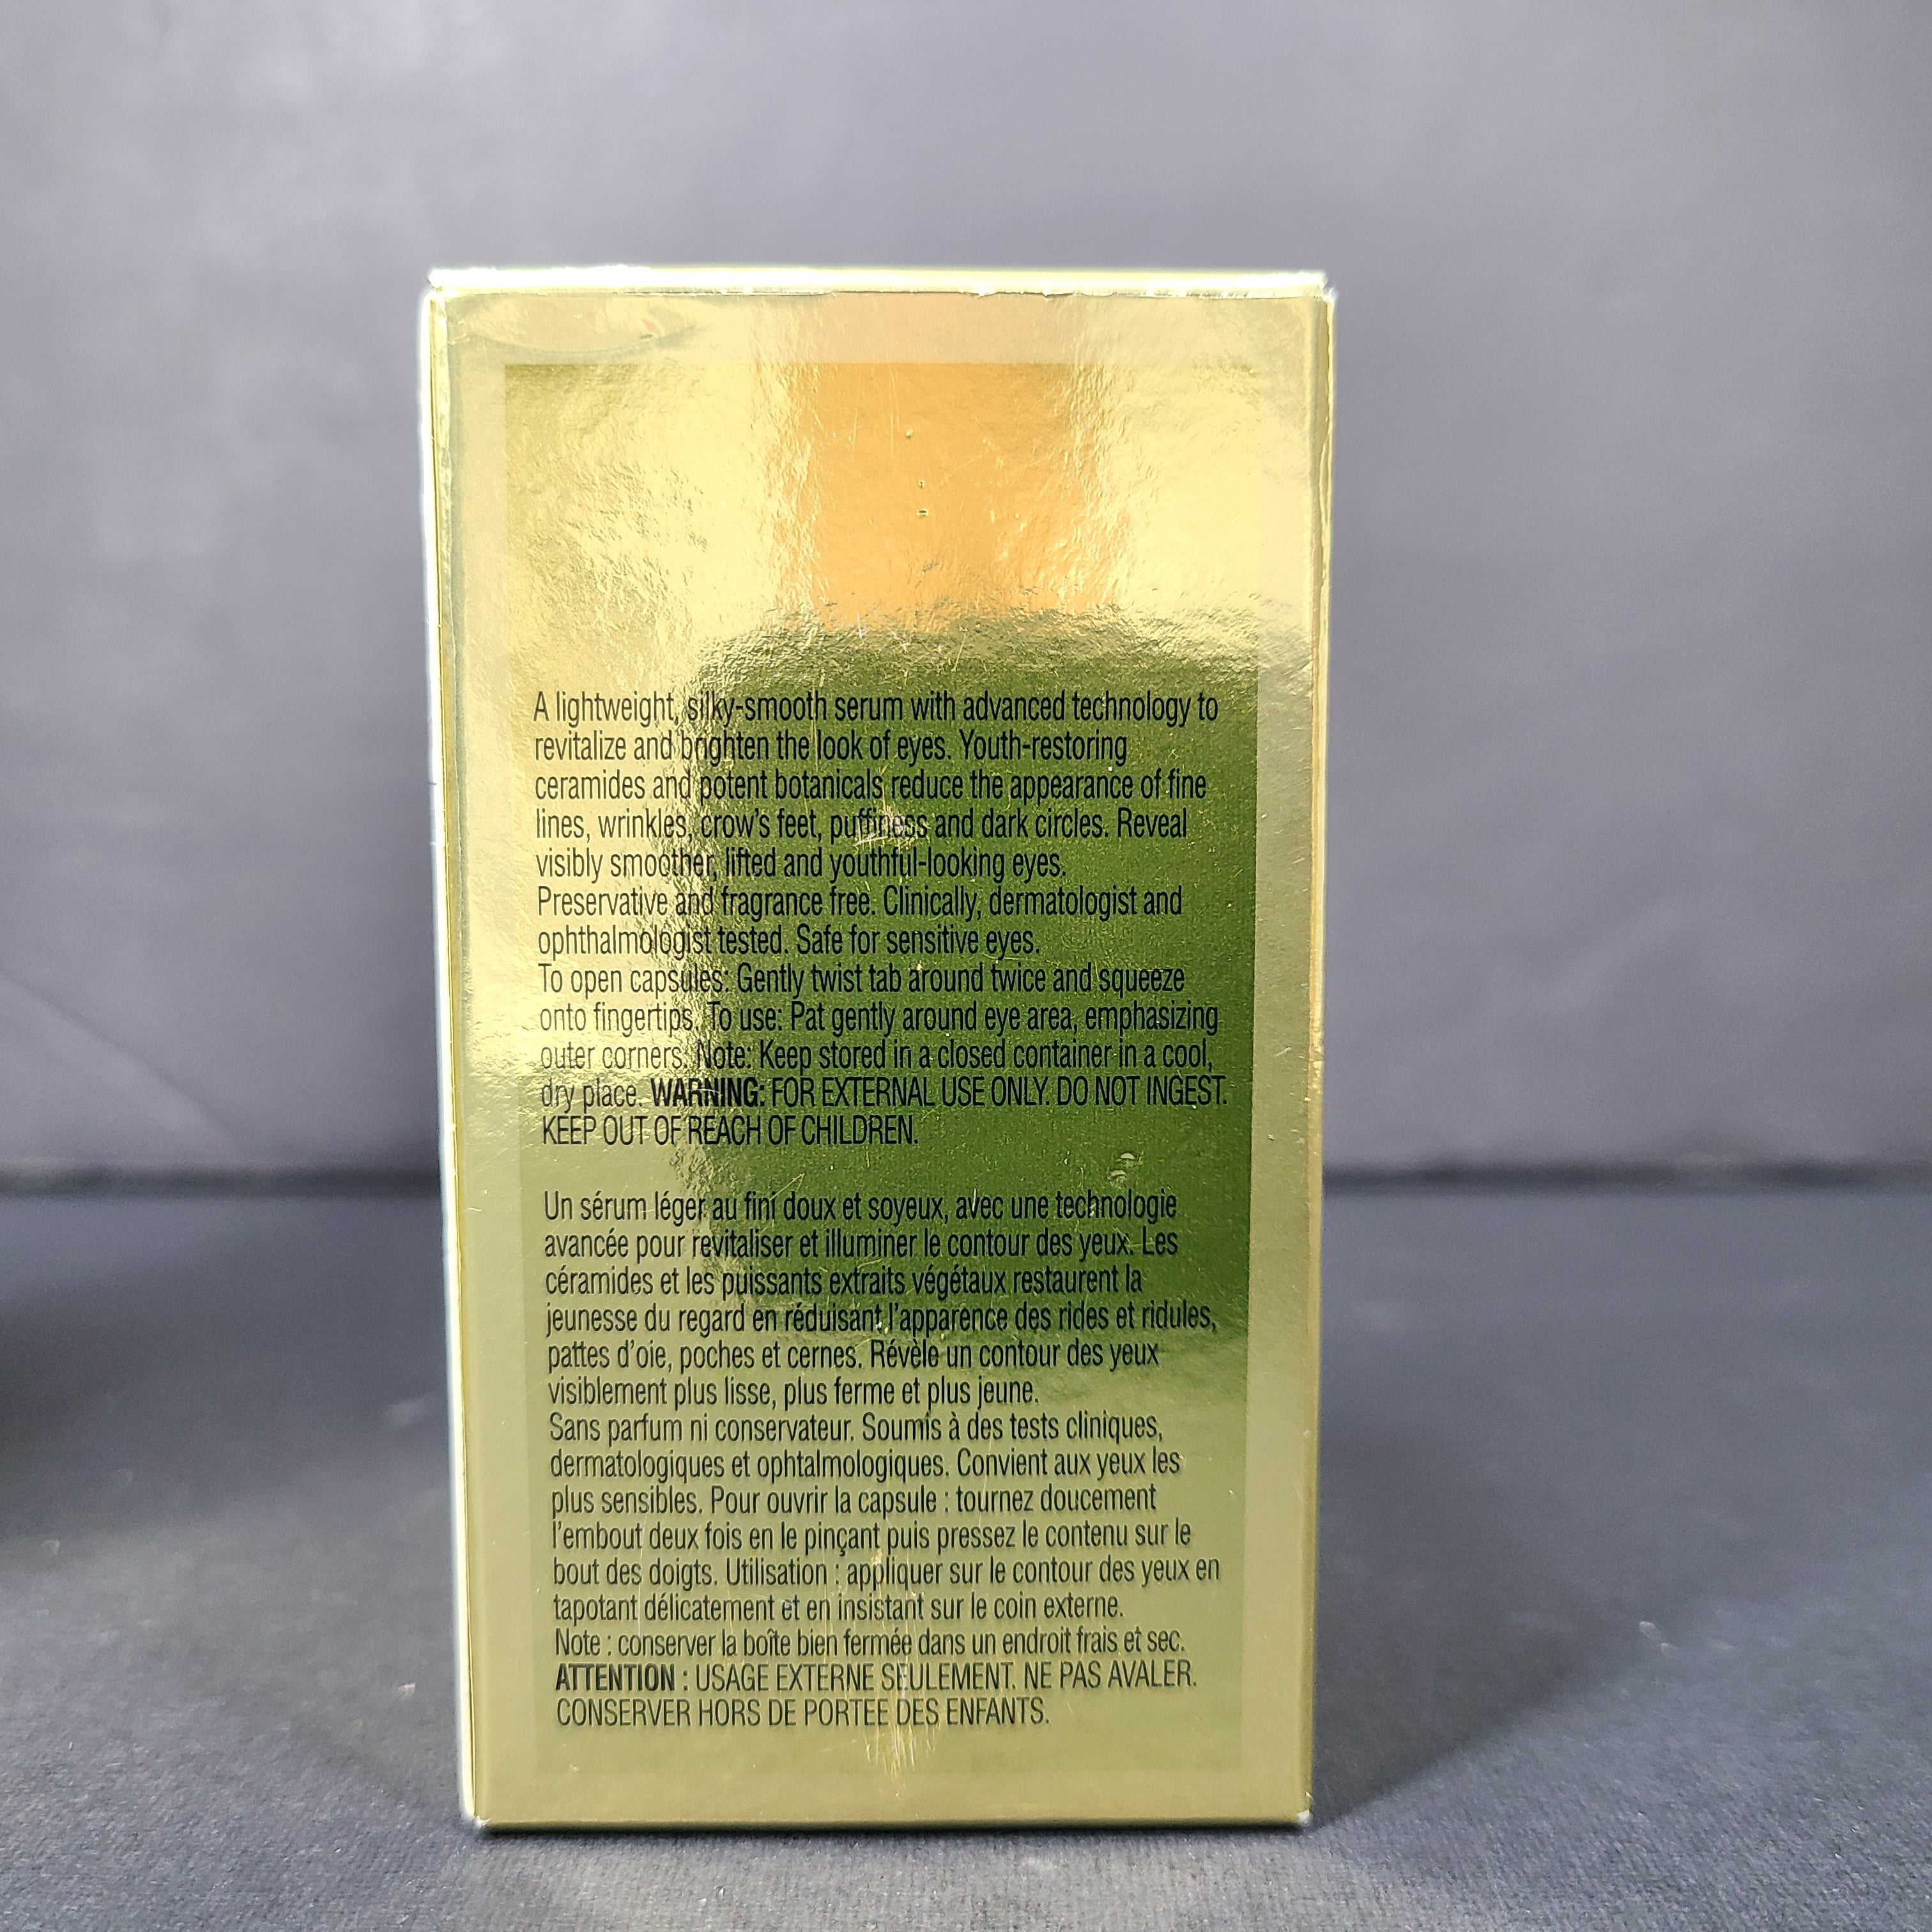 A lightweight, silky-smooth serum with advanced technology to
revitalize and brighten the look of eyes. Youth-restoring
ceramides and potent botanicals reduce the appearance of fine
lines, wrinkles, crow's feet, puffiness and dark circles. Reveal
visibly smoother, lifted and youthful-looking eyes.
Preservative and fragrance free. Clinically, dermatologist and
ophthalmologist tested. Safe for sensitive eyes.
To open capsules: Gently twist tab around twice and squeeze
onto fingertips. To use: Pat gently around eye area, emphasizing
outer corners. Note: Keep stored in a closed container in a cool,
dry place. WARNING: FOR EXTERNAL USE ONLY. DO NOT INGEST.
KEEP OUT OF REACH OF CHILDREN.
Un sérum léger au fini doux et soyeux, avec une technologie
avancée pour revitaliser et illuminer le contour des yeux. Les
céramides et les puissants extraits végétaux restaurent la
jeunesse du regard en réduisant l'apparence des rides et ridules,
pattes d'oie, poches et cernes. Révèle un contour des yeux
visiblement plus lisse, plus ferme et plus jeune.
Sans parfum ni conservateur. Soumis à des tests cliniques,
dermatologiques et ophtalmologiques. Convient aux yeux les
plus sensibles. Pour ouvrir la capsule : tournez doucement
l'embout deux fois en le pinçant puis pressez le contenu sur le
bout des doigts. Utilisation : appliquer sur le contour des yeux en
tapotant délicatement et en insistant sur le coin externe.
Note : conserver la boîte bien fermée dans un endroit frais et sec.
ATTENTION : USAGE EXTERNE SEULEMENT. NE PAS AVALER.
CONSERVER HORS DE PORTEE DES ENFANTS.